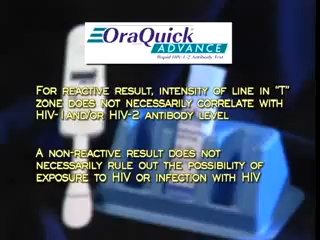 OraQuick®
ADVANCE
Rapid HIV-1/2 Antibody Test
FOR REACTIVE RESULT, INTENSITY OF LINE IN "T"
ZONE DOES NOT NECESSARILY CORRELATE WITH
HIV-1AND/OR HIV-2 ANTIBODY LEVEL
A NON-REACTIVE RESULT DOES NOT
NECESSARILY RULE OUT THE POSSIBILITY OF
EXPOSURE TO HIV OR INFECTION WITH HIV